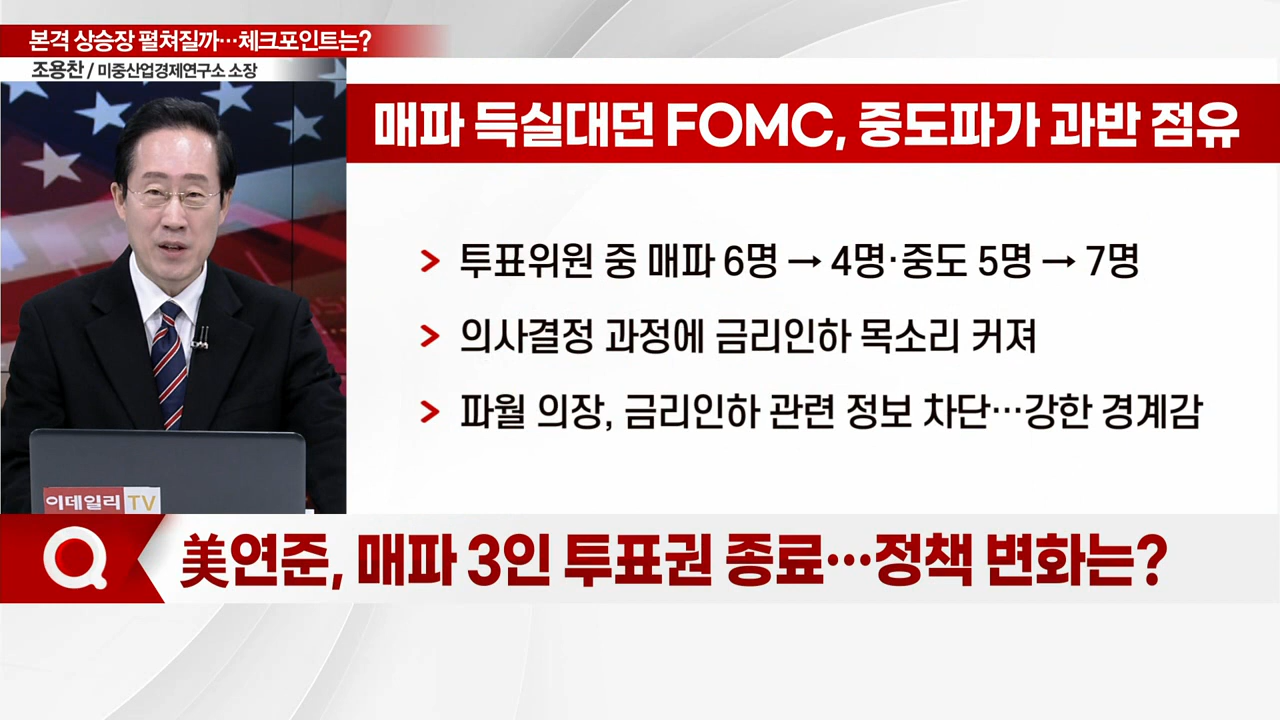 본격 상승장 펼쳐질까…체크포인트는?
조용찬 / 미중산업경제연구소 소장
매파 득실대던 FOMC, 중도파가 과반 점유
> 투표위원 중 매파 6명 → 4명·중도 5명 → 7명
> 의사결정 과정에 금리인하 목소리 커져
> 파월 의장, 금리인하 관련 정보 차단…강한 경계감
이데일리 TV
Q 美연준, 매파 3인 투표권 종료…정책 변화는?